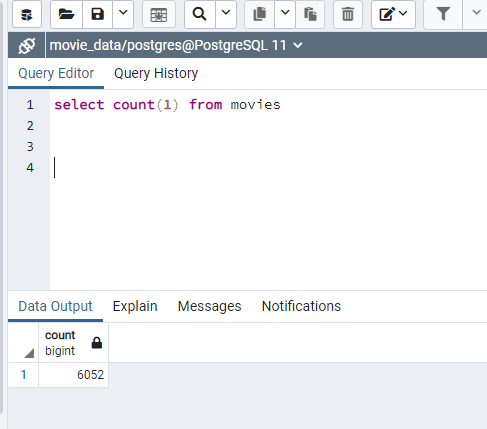 movie_data/postgres@PostgreSQL 11
Query Editor Query History
1 select count(1) from movies
2
3
4
Data Output Explain Messages Notifications
count
bigint
1 6052